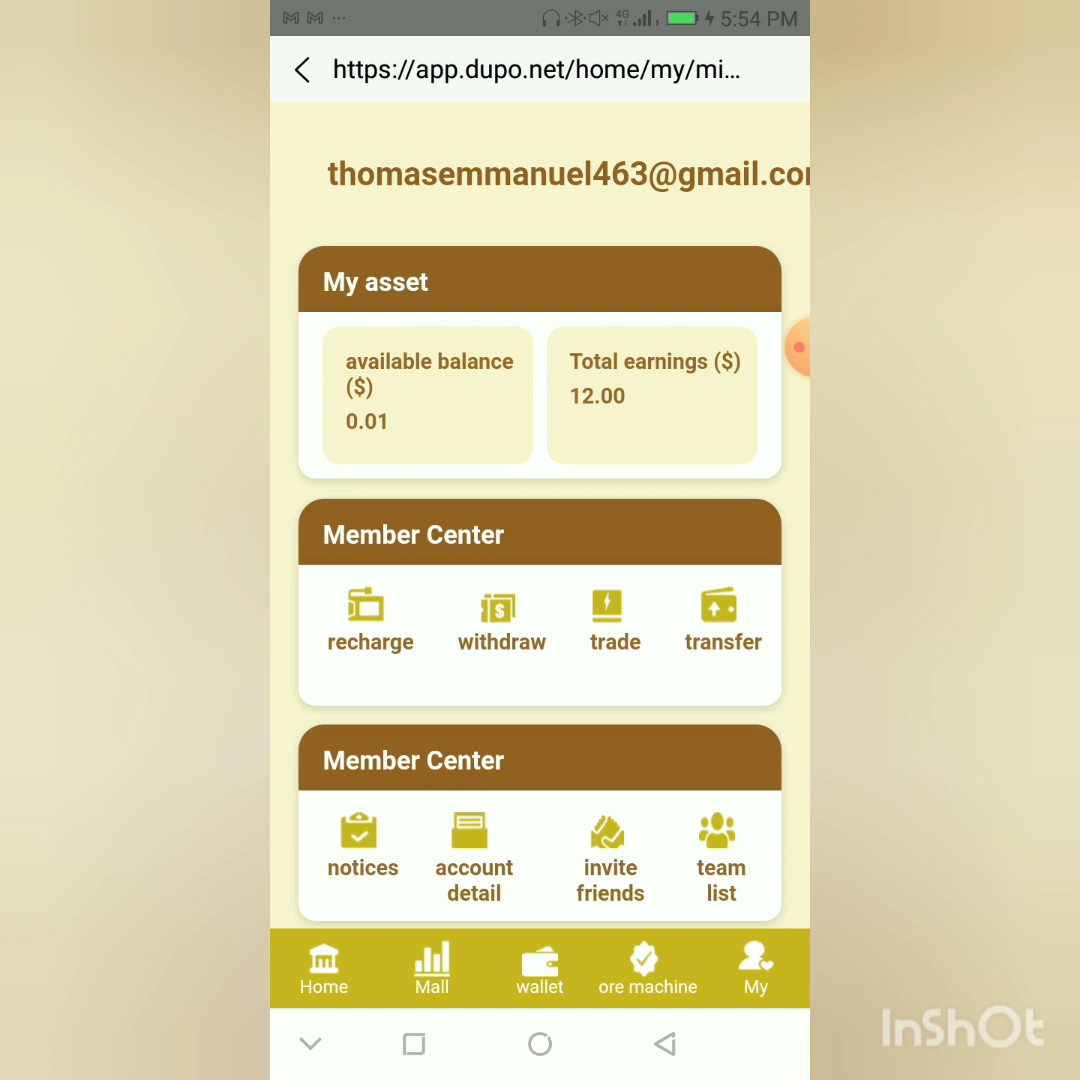 4G 5:54 PM
https://app.dupo.net/home/my/mi...
thomasemmanuel463@gmail.co
My asset
available balance
($)
0.01
Total earnings ($)
12.00
Member Center
recharge withdraw trade transfer
Member Center
notices
account
detail
invite
friends
team
list
Home Mall wallet ore machine My
InShOt